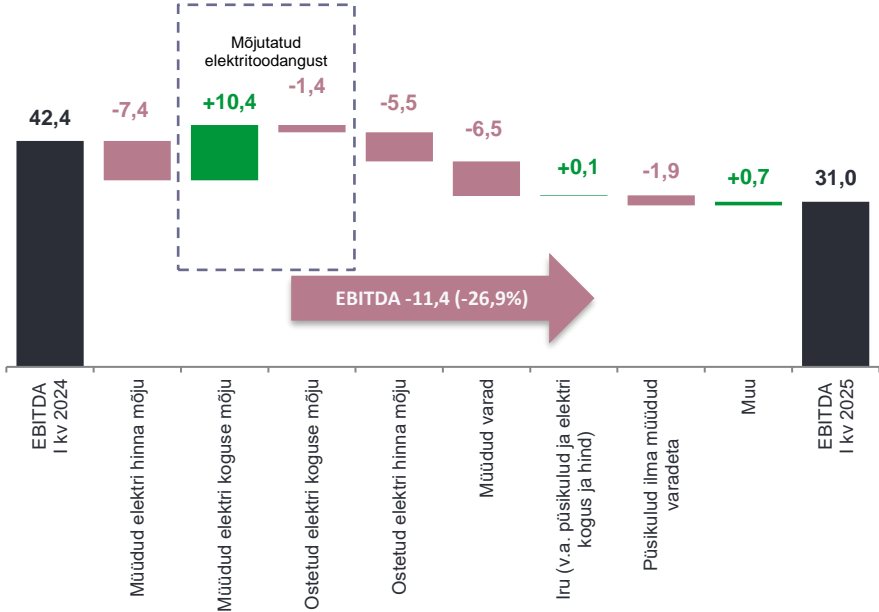 Mõjutatud
elektritoodangust
42,4
-7,4
+10,4
-1,4
-5,5
-6,5
+0,1
-1,9
+0,7
31,0
EBITDA -11,4 (-26,9%)
EBITDA
I kv 2024
Müüdud elektri hinna mõju
Müüdud elektri koguse mõju
Ostetud elektri koguse mõju
Ostetud elektri hinna mõju
Müüdud varad
Iru (v.a. püsikulud ja elektri
kogus ja hind)
Püsikulud ilma müüdud
varadeta
Muu
EBITDA
I kv 2025